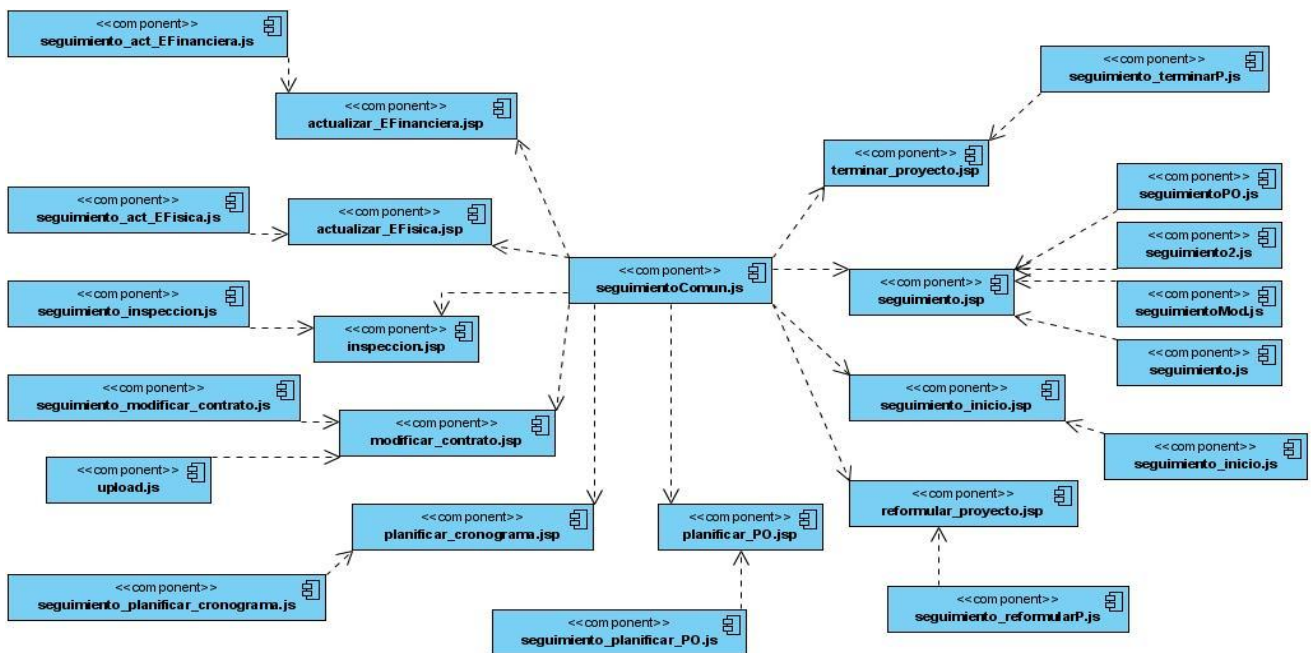 <<component>>
seguimiento_act_EFinanciera.js
<<component>>
seguimiento_terminarP.js
<<component>>
actualizar_EFinanciera.jsp
<<component>>
terminar_proyecto.jsp
<<component>>
seguimientoPO.js
<<component>>
seguimiento_act_EFisica.js
<<component>>
actualizar_EFisica.jsp
<<component>>
seguimiento2.js
<<component>>
seguimientoComun.js
<<component>>
seguimiento.jsp
<<component>>
seguimiento_inspeccion.js
<<component>>
seguimientoMod.js
<<component>>
inspeccion.jsp
<<component>>
seguimiento.js
<<component>>
seguimiento_modificar_contrato.js
<<component>>
seguimiento_inicio.jsp
<<component>>
modificar_contrato.jsp
<<component>>
seguimiento_inicio.js
<<component>>
upload.js
<<component>>
reformular_proyecto.jsp
<<component>>
planificar_cronograma.jsp
<<component>>
planificar_PO.jsp
<<component>>
seguimiento_planificar_cronograma.js
<<component>>
seguimiento_reformularP.js
<<component>>
seguimiento_planificar_PO.js